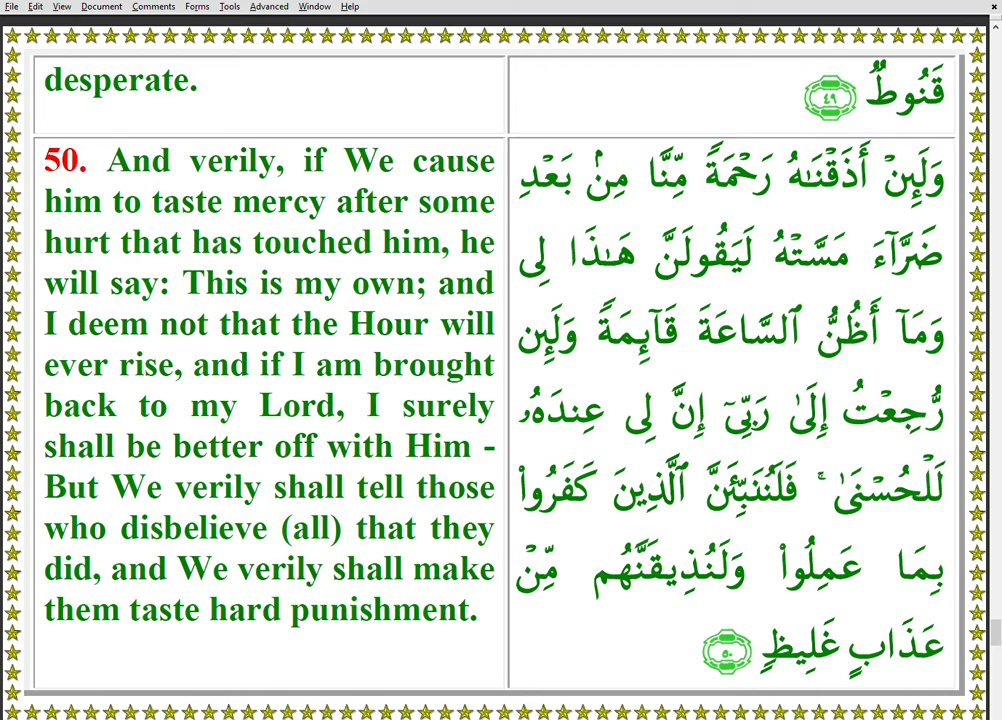 File Edit View Document Comments Forms Tools Advanced Window Help
desperate.
قَنُوطٌ ٤٩
50. And verily, if We cause
him to taste mercy after some
hurt that has touched him, he
will say: This is my own; and
I deem not that the Hour will
ever rise, and if I am brought
back to my Lord, I surely
shall be better off with Him -
But We verily shall tell those
who disbelieve (all) that they
did, and We verily shall make
them taste hard punishment.
وَلَئِنْ أَذَقْنَـٰهُ رَحْمَةً مِّنَّا مِنۢ بَعْدِ
ضَرَّآءَ مَسَّتْهُ لَيَقُولَنَّ هَـٰذَا لِى
وَمَآ أَظُنُّ ٱلسَّاعَةَ قَآئِمَةً وَلَئِن
رُّجِعْتُ إِلَىٰ رَبِّىٓ إِنَّ لِى عِندَهُۥ
لَلْحُسْنَىٰ ۚ فَلَنُنَبِّئَنَّ ٱلَّذِينَ كَفَرُوا۟
بِمَا عَمِلُوا۟ وَلَنُذِيقَنَّهُم مِّنْ
عَذَابٍ غَلِيظٍ ٥٠